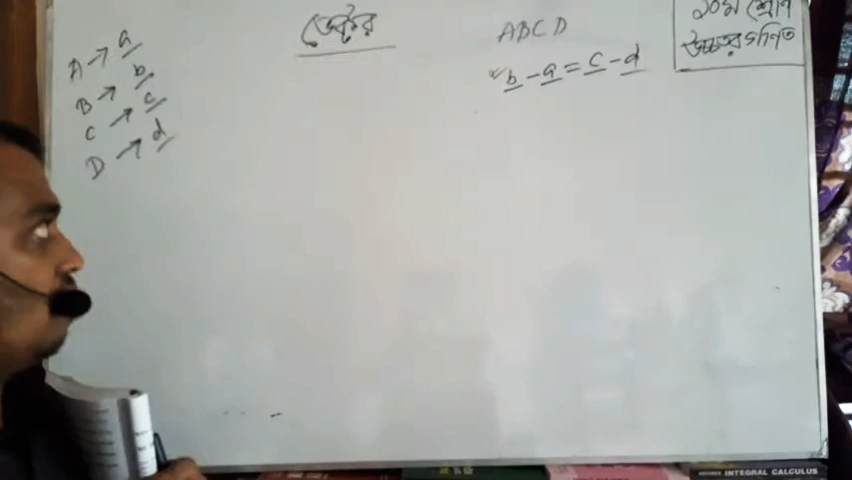 ভেক্টর
A → a
B → b
C → c
D → d
ABCD
b - a = c - d
১০ম শ্রেণি
উচ্চতর গণিত
INTEGRAL CALCULUS